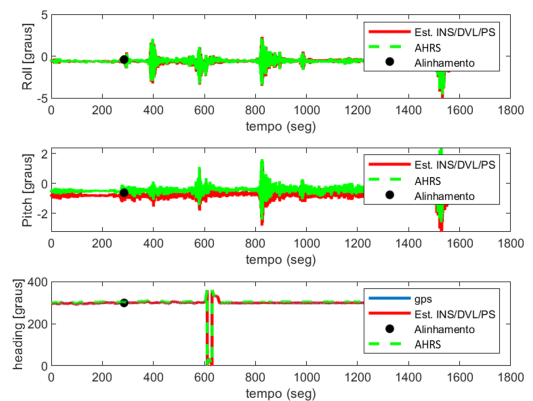 5
0
-5
Roll [graus]
Est. INS/DVL/PS
AHRS
Alinhamento
0 200 400 600 800 1000 1200 1400 1600 1800
tempo (seg)
2
0
-2
Pitch [graus]
Est. INS/DVL/PS
AHRS
Alinhamento
0 200 400 600 800 1000 1200 1400 1600 1800
tempo (seg)
400
200
0
heading [graus]
gps
Est. INS/DVL/PS
Alinhamento
AHRS
0 200 400 600 800 1000 1200 1400 1600 1800
tempo (seg)